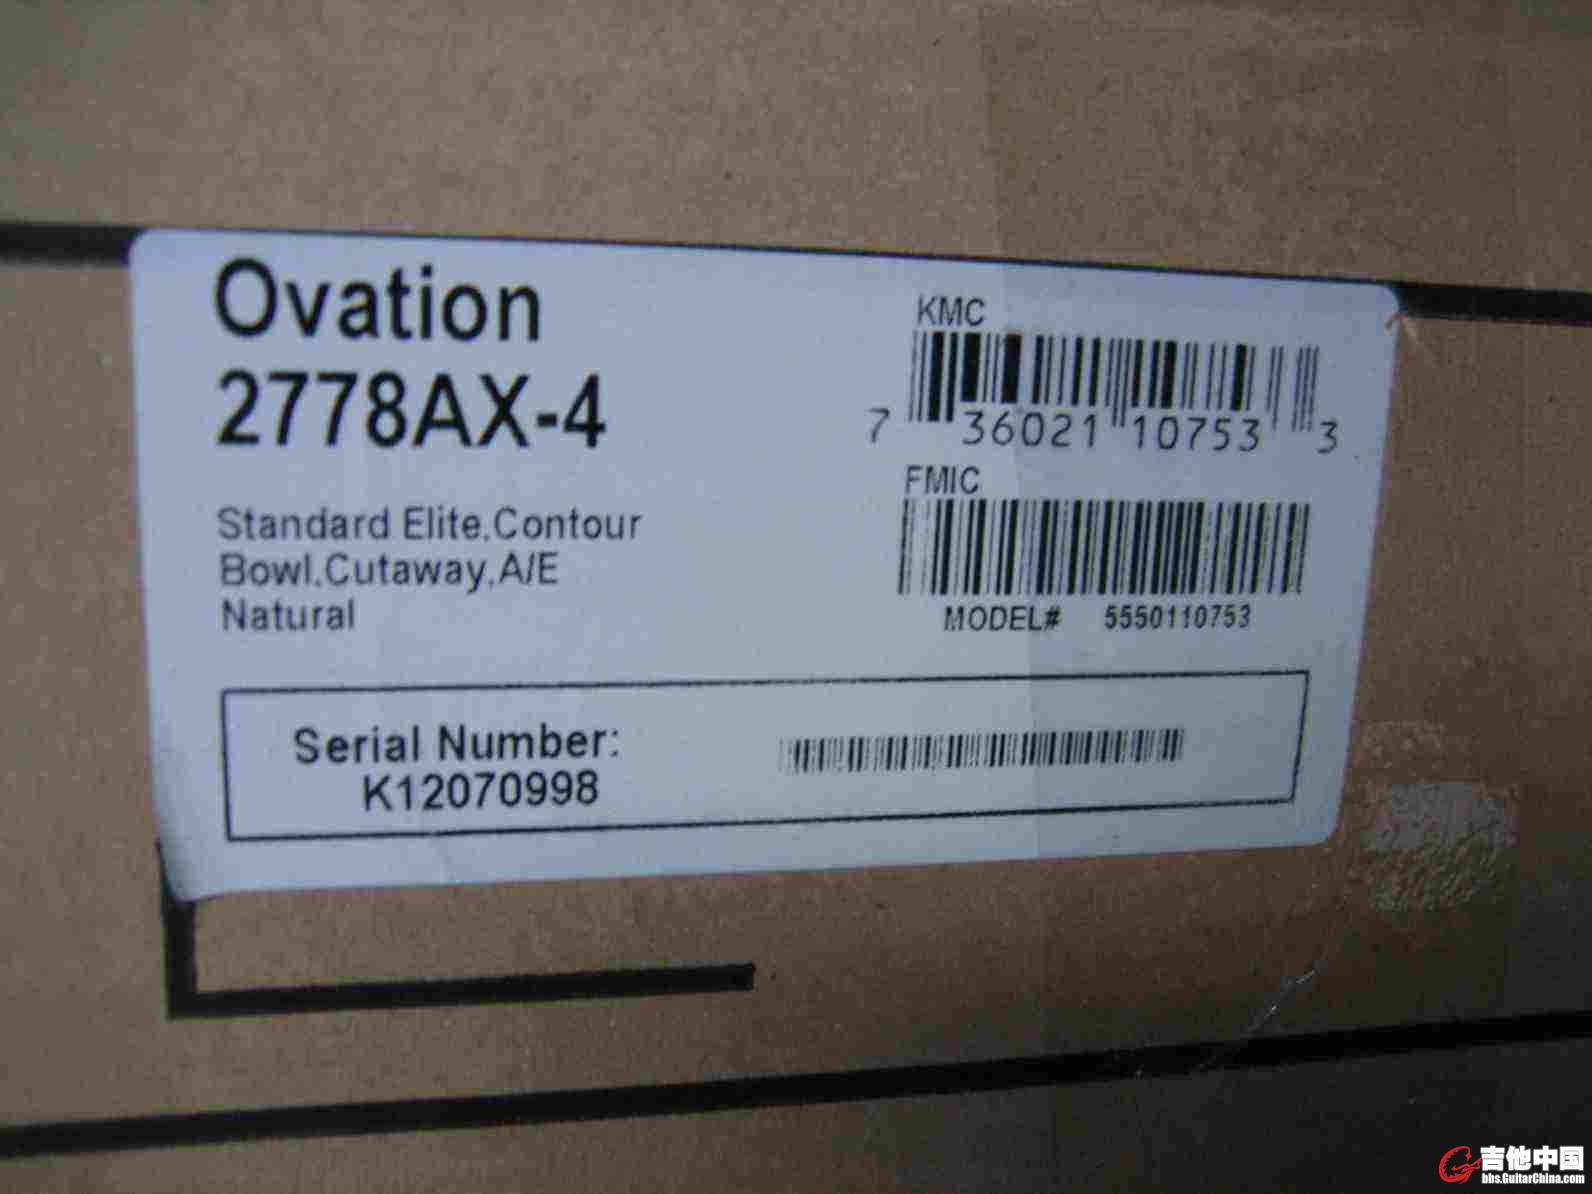 Ovation
2778AX-4
Standard Elite,Contour
Bowl,Cutaway,A/E
Natural
KMC
7 36021 10753 3
FMIC
MODEL# 5550110753
Serial Number:
K12070998
吉他中国
bbs.GuitarChina.com